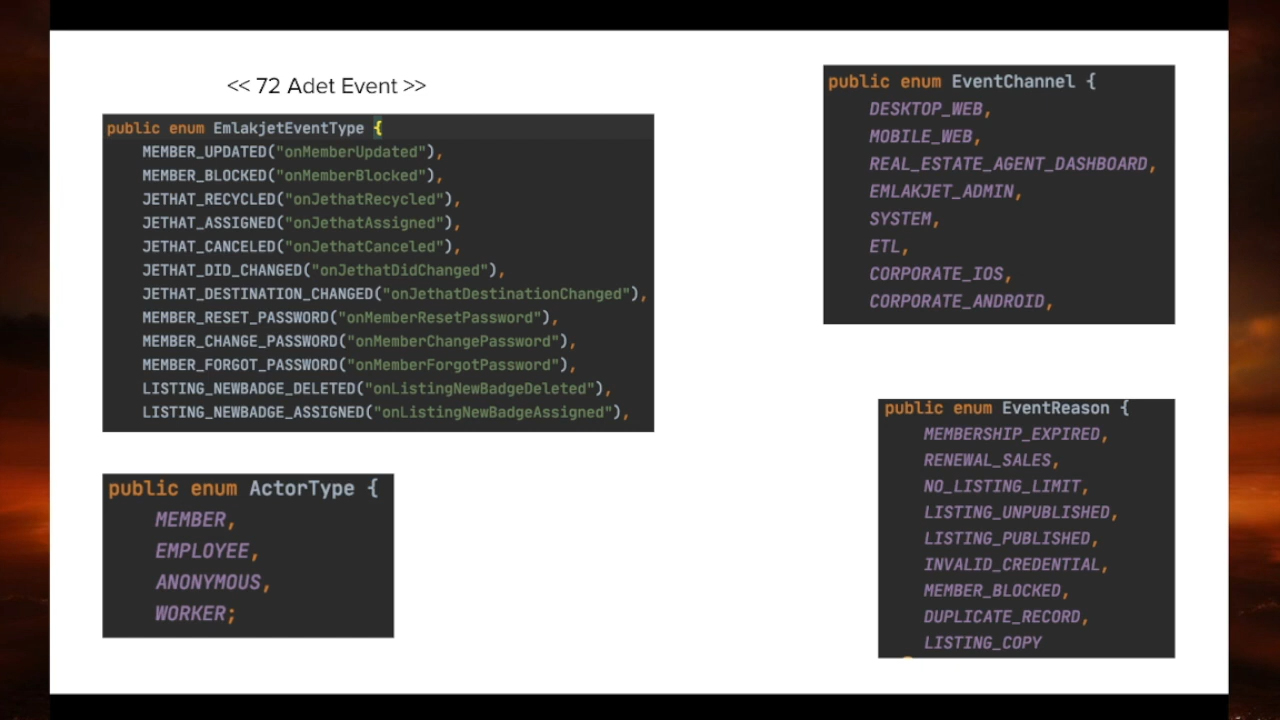 << 72 Adet Event >>
public enum EmlakjetEventType {
MEMBER_UPDATED("onMemberUpdated"),
MEMBER_BLOCKED("onMemberBlocked"),
JETHAT_RECYCLED("onJethatRecycled"),
JETHAT_ASSIGNED("onJethatAssigned"),
JETHAT_CANCELED("onJethatCanceled"),
JETHAT_DID_CHANGED("onJethatDidChanged"),
JETHAT_DESTINATION_CHANGED("onJethatDestinationChanged"),
MEMBER_RESET_PASSWORD("onMemberResetPassword"),
MEMBER_CHANGE_PASSWORD("onMemberChangePassword"),
MEMBER_FORGOT_PASSWORD("onMemberForgotPassword"),
LISTING_NEWBADGE_DELETED("onListingNewBadgeDeleted"),
LISTING_NEWBADGE_ASSIGNED("onListingNewBadgeAssigned"),
public enum ActorType {
MEMBER,
EMPLOYEE,
ANONYMOUS,
WORKER;
public enum EventChannel {
DESKTOP_WEB,
MOBILE_WEB,
REAL_ESTATE_AGENT_DASHBOARD,
EMLAKJET_ADMIN,
SYSTEM,
ETL,
CORPORATE_IOS,
CORPORATE_ANDROID,
public enum EventReason {
MEMBERSHIP_EXPIRED,
RENEWAL_SALES,
NO_LISTING_LIMIT,
LISTING_UNPUBLISHED,
LISTING_PUBLISHED,
INVALID_CREDENTIAL,
MEMBER_BLOCKED,
DUPLICATE_RECORD,
LISTING_COPY